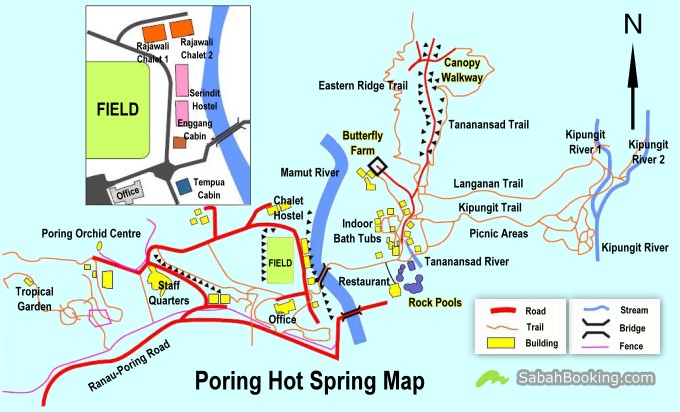 Rajawali
Chalet 1
Rajawali
Chalet 2
Serindit
Hostel
FIELD
Enggang
Cabin
Office
Tempua
Cabin
N
Canopy
Walkway
Eastern Ridge Trail
Tananansad Trail
Butterfly
Farm
Kipungit
River 1
Kipungit
River 2
Mamut River
Langanan Trail
Chalet
Hostel
Kipungit Trail
Indoor
Bath Tubs
Picnic Areas
Poring Orchid Centre
Kipungit River
FIELD
Tananansad River
Tropical
Garden
Staff
Quarters
Restaurant
Rock Pools
Office
Ranau-Poring Road
Road
Trail
Building
Stream
Bridge
Fence
Poring Hot Spring Map
SabahBooking.com